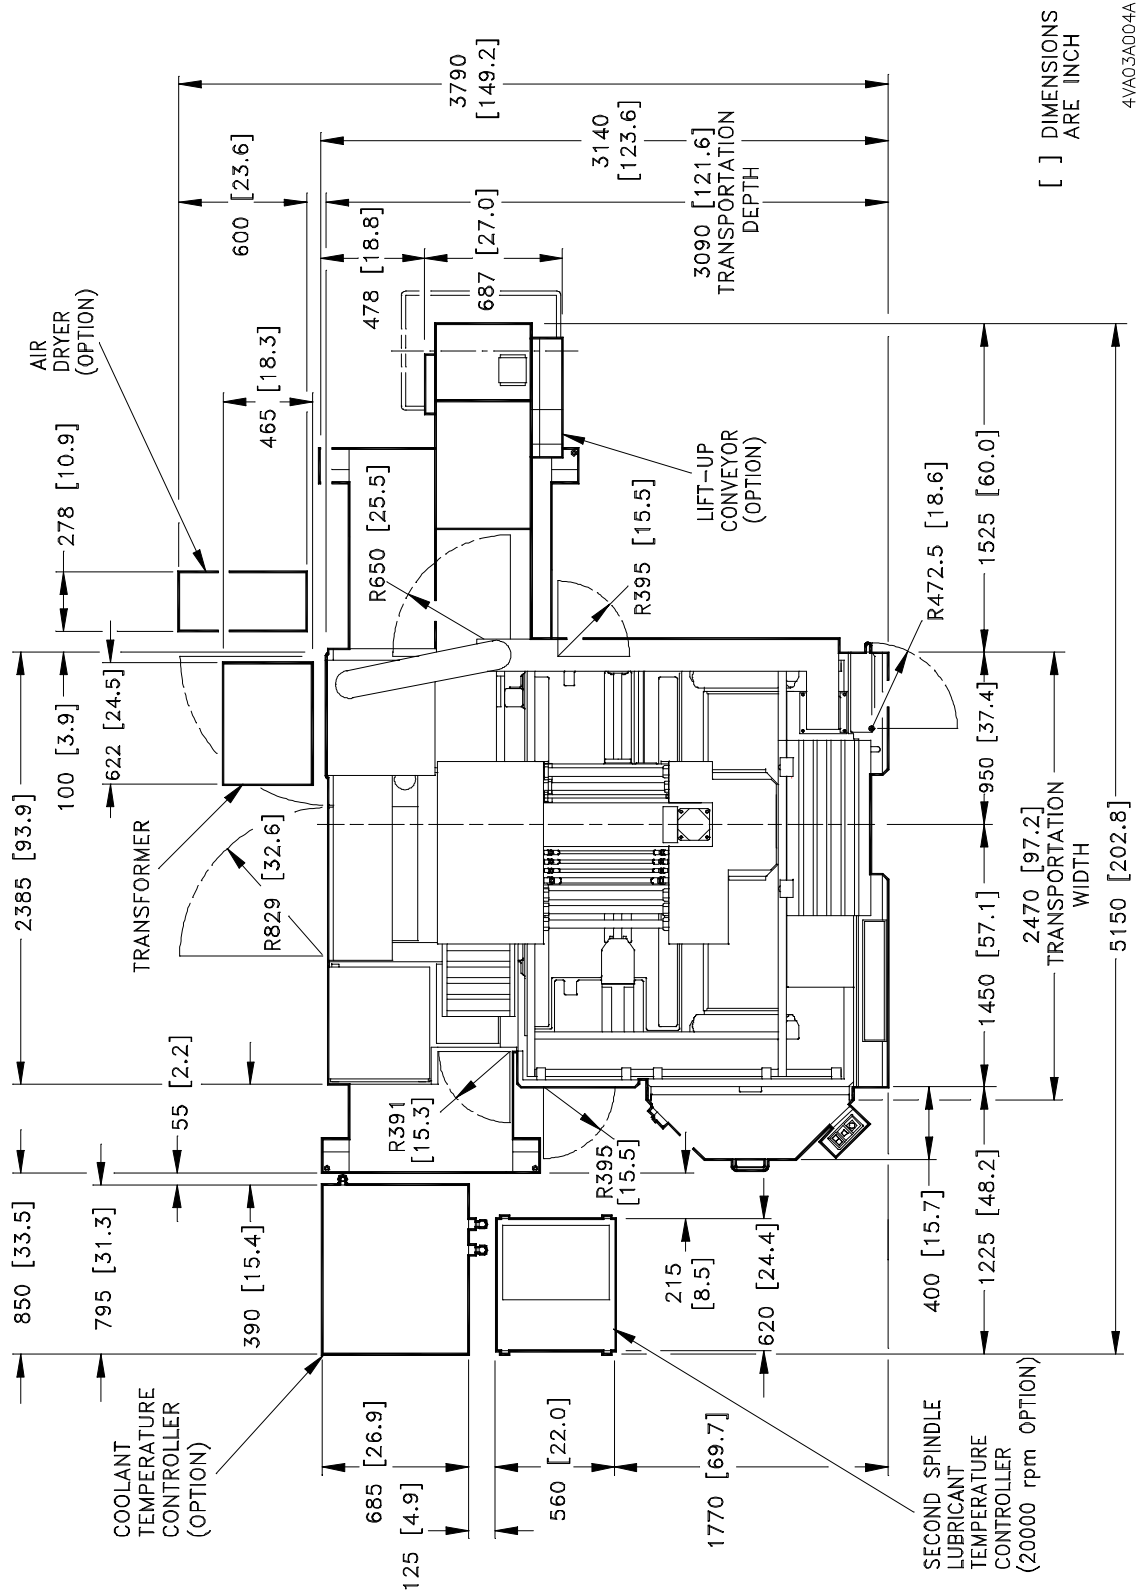 COOLANT
TEMPERATURE
CONTROLLER
(OPTION)
850 [33.5]
2385 [93.9]
795 [31.3]
55 [2.2]
390 [15.4]
100 [3.9]
622 [24.5]
278 [10.9]
AIR
DRYER
(OPTION)
TRANSFORMER
R829 [32.6]
465 [18.3]
600 [23.6]
685 [26.9]
125 [4.9]
560 [22.0]
1770 [69.7]
R391
[15.3]
R395
[15.5]
R650 [25.5]
R395 [15.5]
478 [18.8]
687 [27.0]
3790
[149.2]
3140
[123.6]
3090 [121.6]
TRANSPORTATION
DEPTH
LIFT-UP
CONVEYOR
(OPTION)
215
[8.5]
620 [24.4]
R472.5 [18.6]
400 [15.7]
1225 [48.2]
1450 [57.1]
950 [37.4]
1525 [60.0]
2470 [97.2]
TRANSPORTATION
WIDTH
5150 [202.8]
SECOND SPINDLE
LUBRICANT
TEMPERATURE
CONTROLLER
(20000 rpm OPTION)
[ ] DIMENSIONS
ARE INCH
4VA03A004A